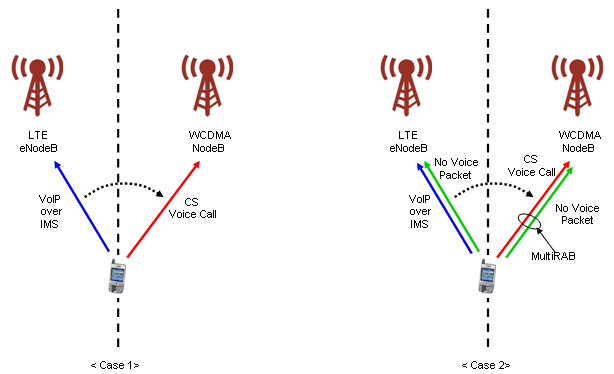 LTE
eNodeB
WCDMA
NodeB
VoIP
over
IMS
CS
Voice Call
< Case 1>
LTE
eNodeB
WCDMA
NodeB
No Voice
Packet
CS
Voice Call
VoIP
over
IMS
No Voice
Packet
MultiRAB
< Case 2>